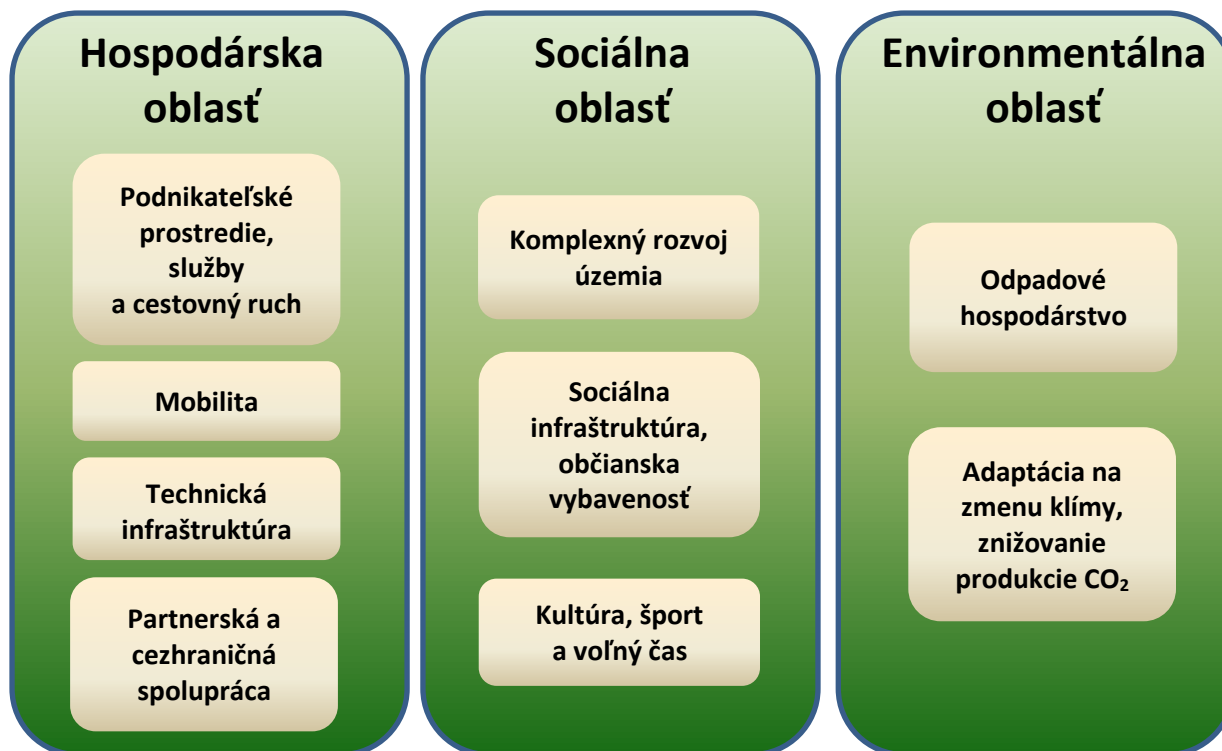 Hospodárska
oblasť
Podnikateľské
prostredie,
služby
a cestovný ruch
Mobilita
Technická
infraštruktúra
Partnerská a
cezhraničná
spolupráca
Sociálna
oblasť
Komplexný rozvoj
územia
Sociálna
infraštruktúra,
občianska
vybavenosť
Kultúra, šport
a voľný čas
Environmentálna
oblasť
Odpadové
hospodárstvo
Adaptácia na
zmenu klímy,
znižovanie
produkcie CO₂